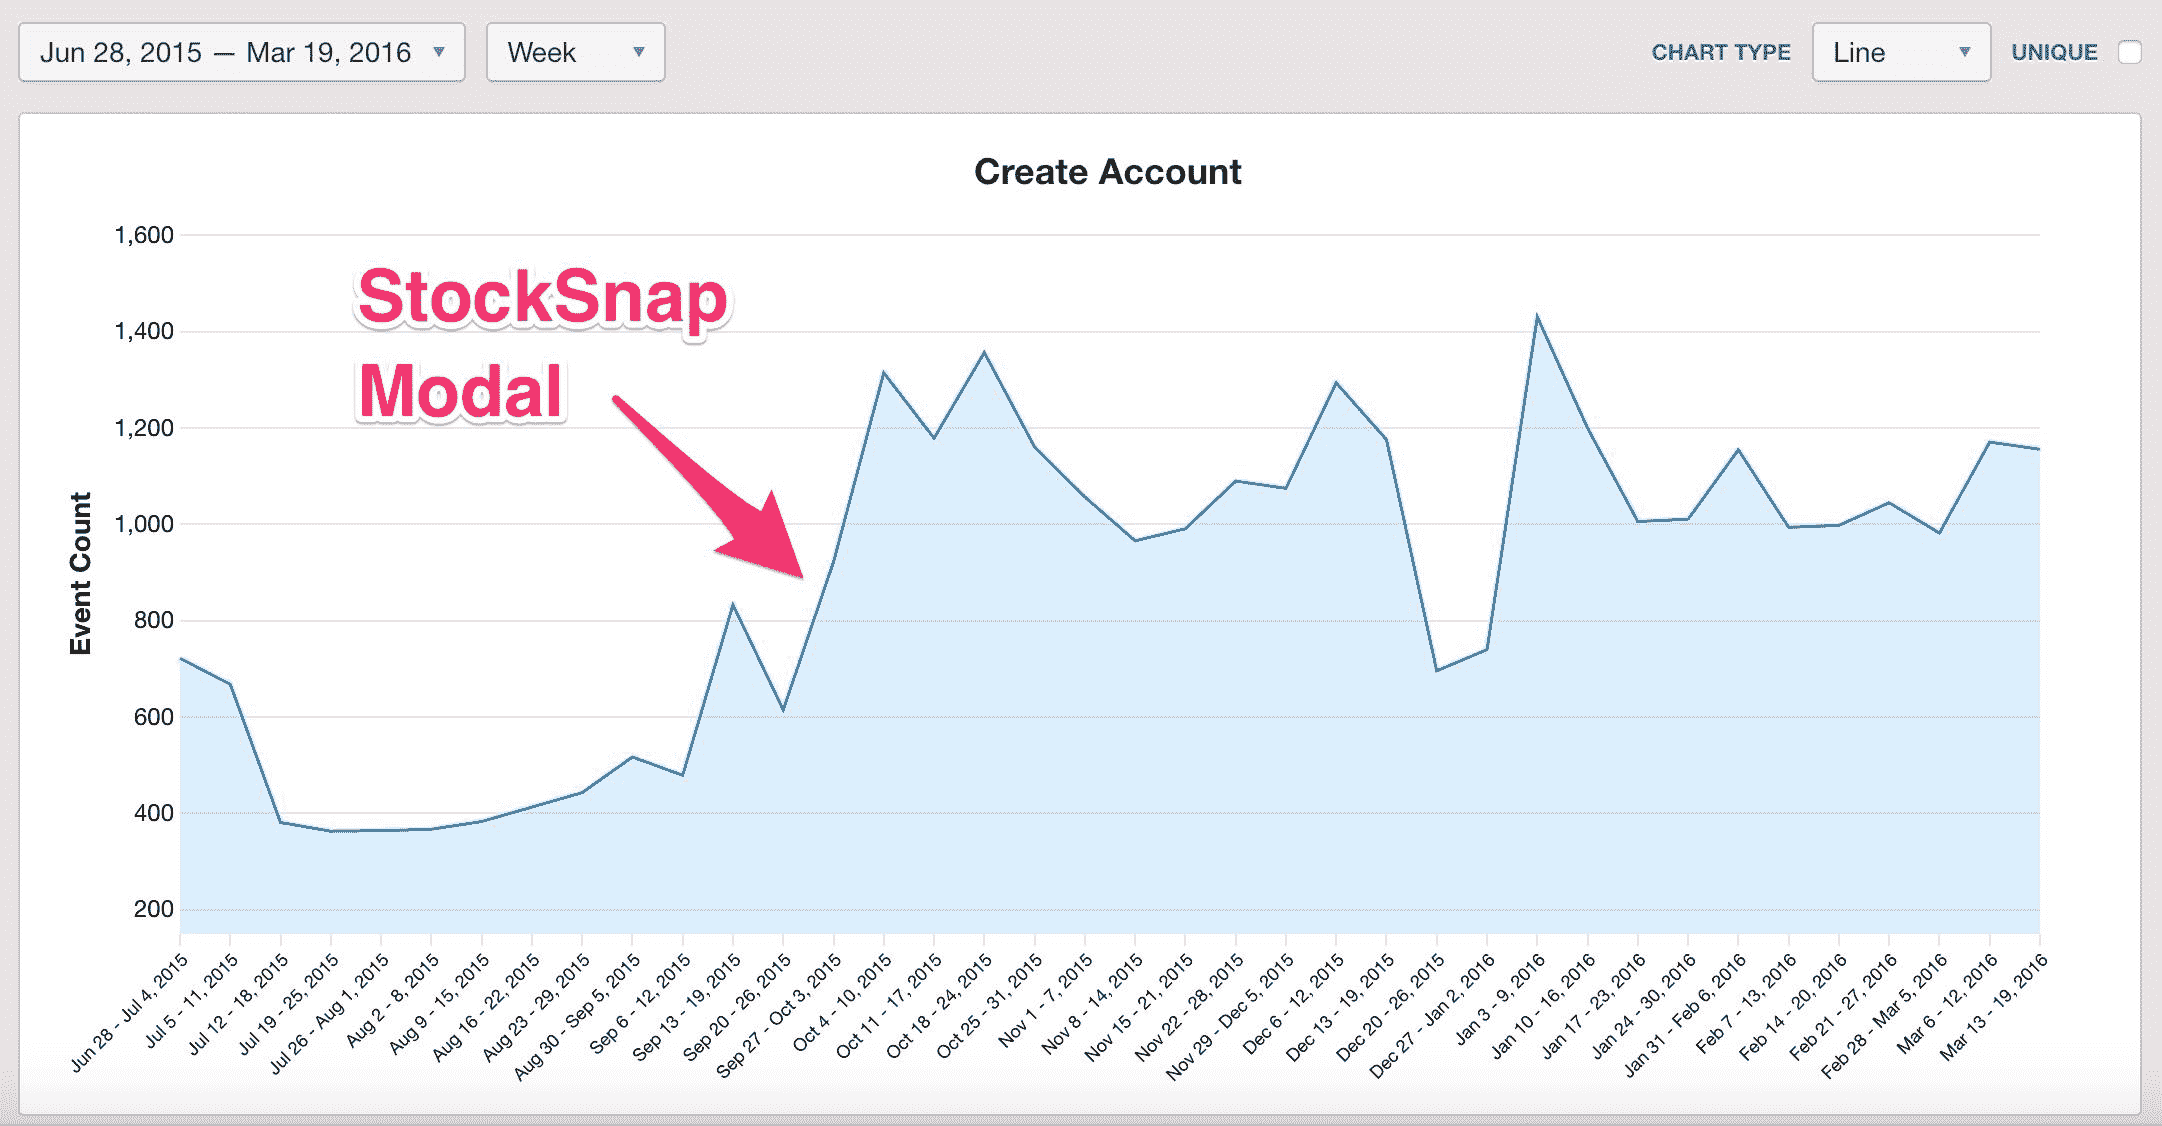 Jun 28, 2015 — Mar 19, 2016
Week
CHART TYPE
Line
UNIQUE
Create Account
StockSnap
Modal
Event Count
1,600
1,400
1,200
1,000
800
600
400
200
Jun 28 - Jul 4, 2015
Jul 5 - 11, 2015
Jul 12 - 18, 2015
Jul 19 - 25, 2015
Jul 26 - Aug 1, 2015
Aug 2 - 8, 2015
Aug 9 - 15, 2015
Aug 16 - 22, 2015
Aug 23 - 29, 2015
Aug 30 - Sep 5, 2015
Sep 6 - 12, 2015
Sep 13 - 19, 2015
Sep 20 - 26, 2015
Sep 27 - Oct 3, 2015
Oct 4 - 10, 2015
Oct 11 - 17, 2015
Oct 18 - 24, 2015
Oct 25 - 31, 2015
Nov 1 - 7, 2015
Nov 8 - 14, 2015
Nov 15 - 21, 2015
Nov 22 - 28, 2015
Nov 29 - Dec 5, 2015
Dec 6 - 12, 2015
Dec 13 - 19, 2015
Dec 20 - 26, 2015
Dec 27 - Jan 2, 2016
Jan 3 - 9, 2016
Jan 10 - 16, 2016
Jan 17 - 23, 2016
Jan 24 - 30, 2016
Jan 31 - Feb 6, 2016
Feb 7 - 13, 2016
Feb 14 - 20, 2016
Feb 21 - 27, 2016
Feb 28 - Mar 5, 2016
Mar 6 - 12, 2016
Mar 13 - 19, 2016